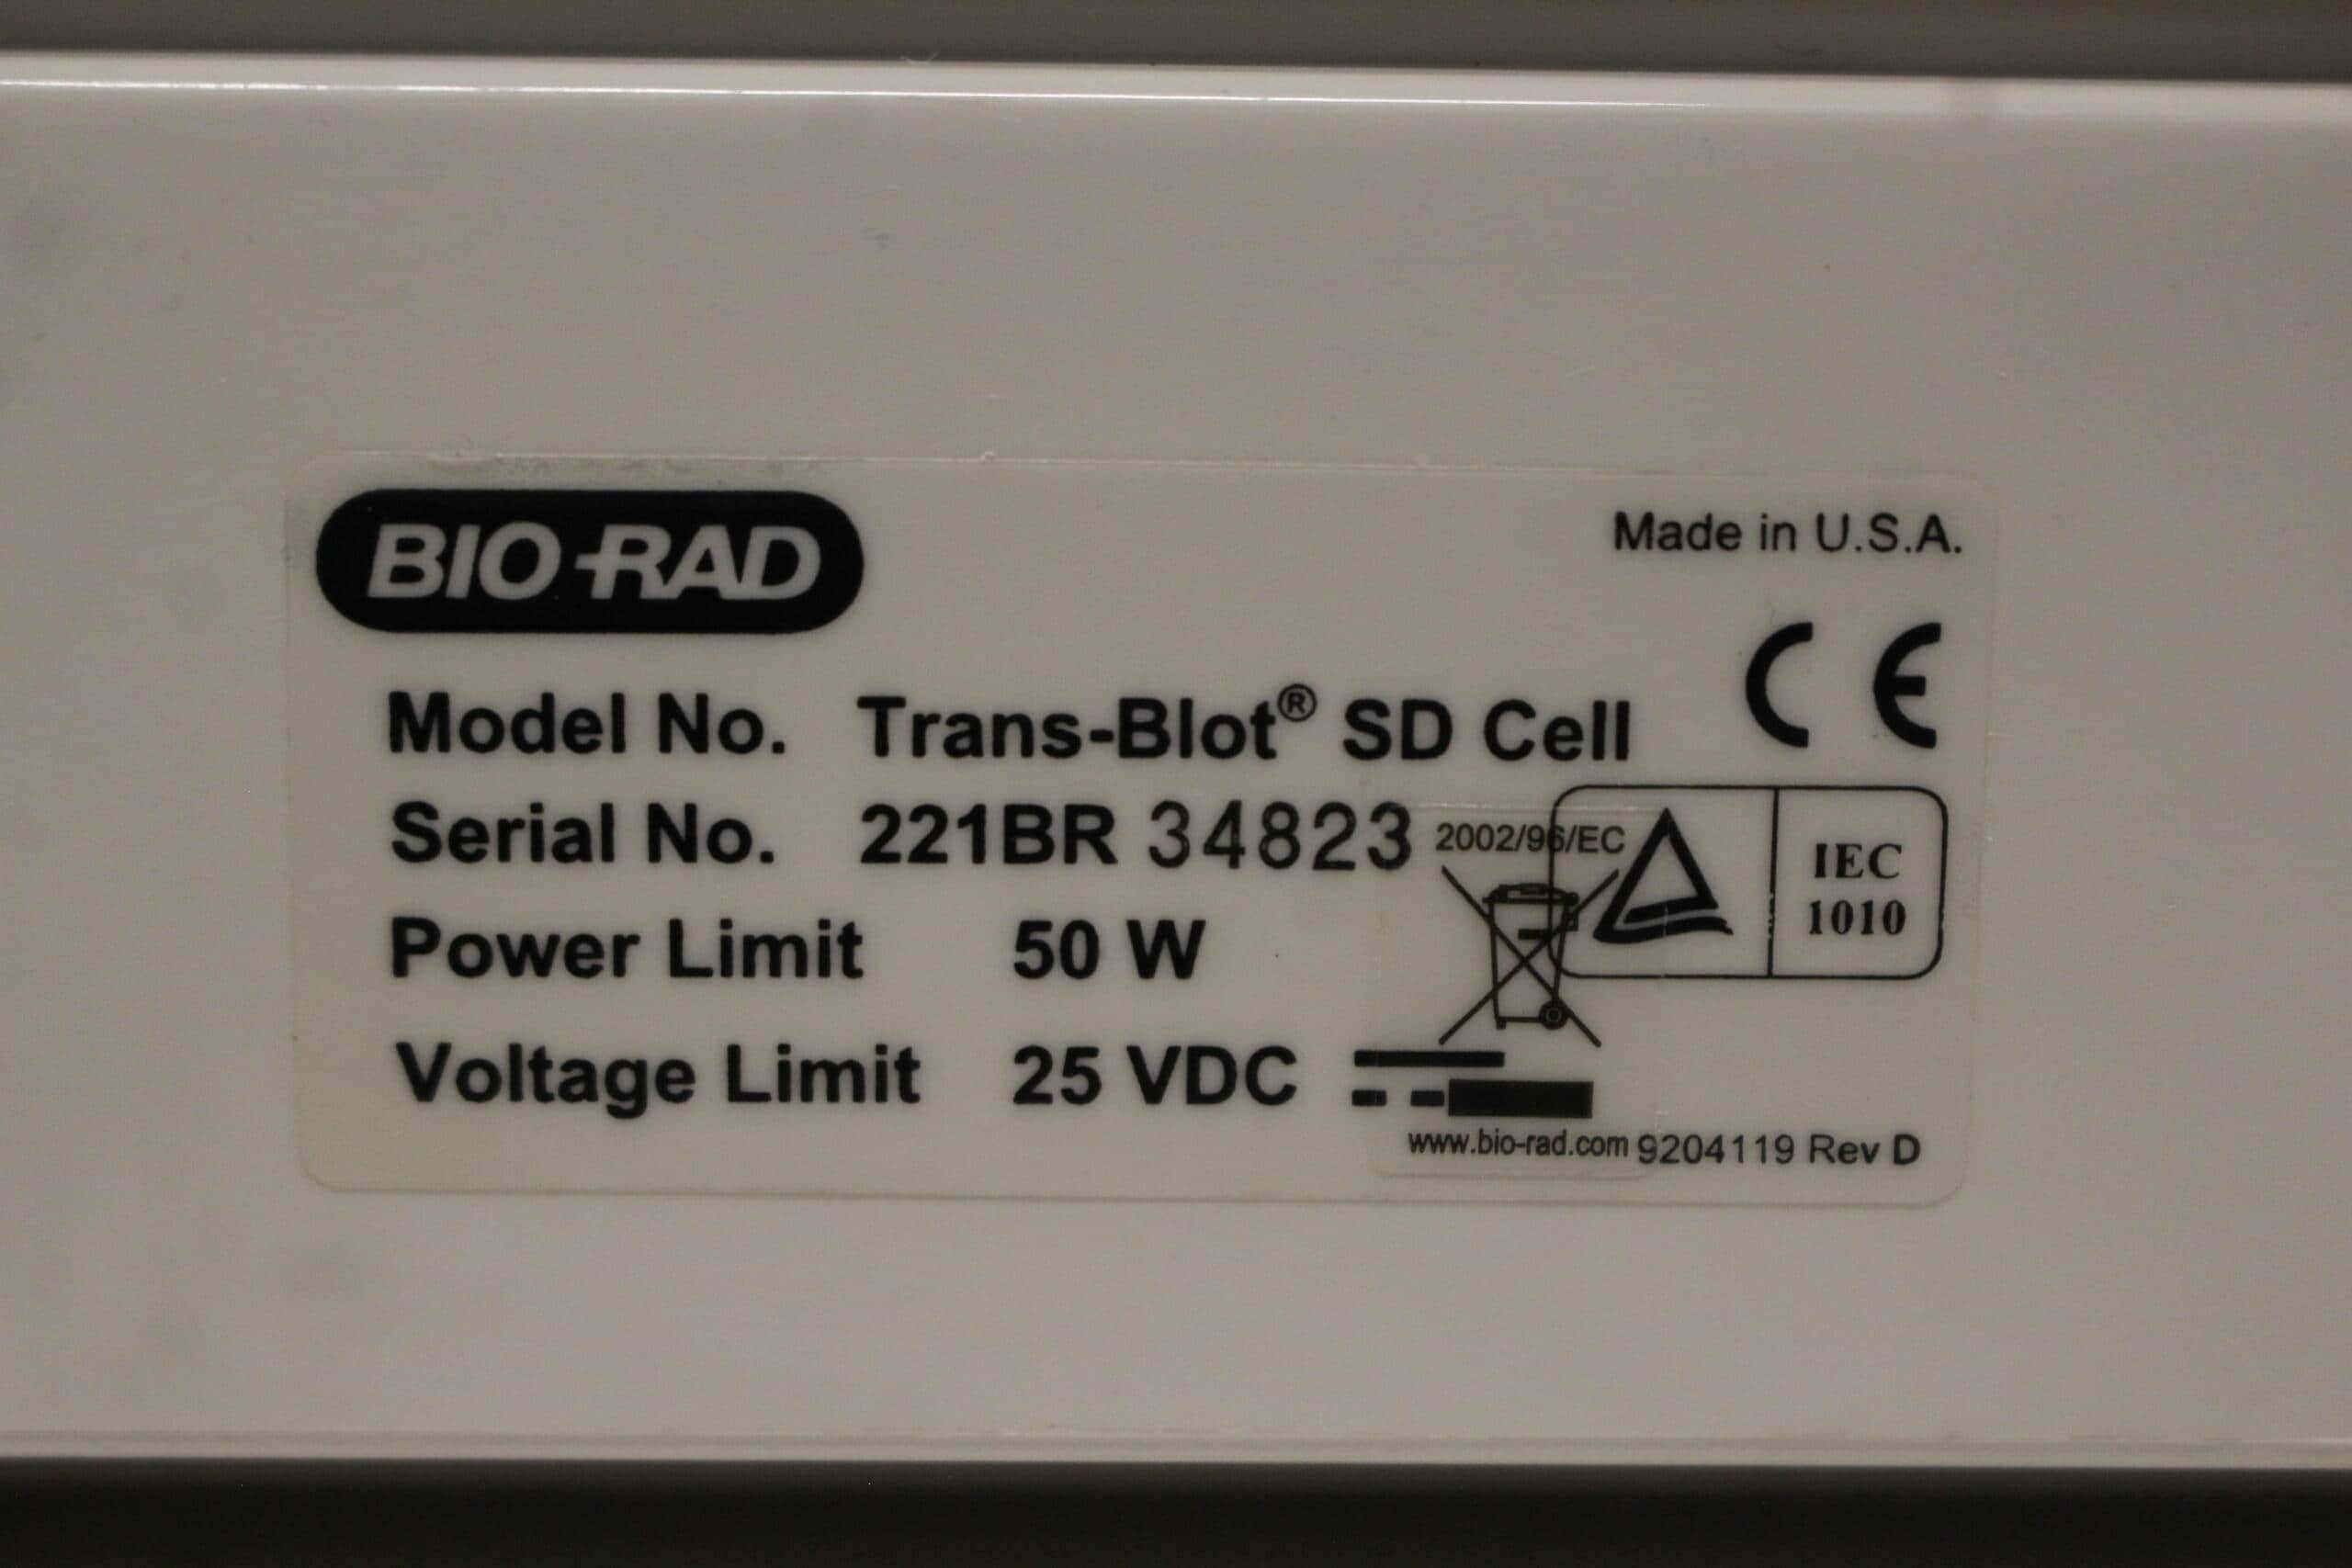 BIO-RAD
Made in U.S.A.
CE
Model No. Trans-Blot® SD Cell
Serial No. 221BR 34823
2002/96/EC
IEC
1010
Power Limit 50 W
Voltage Limit 25 VDC
www.bio-rad.com 9204119 Rev D